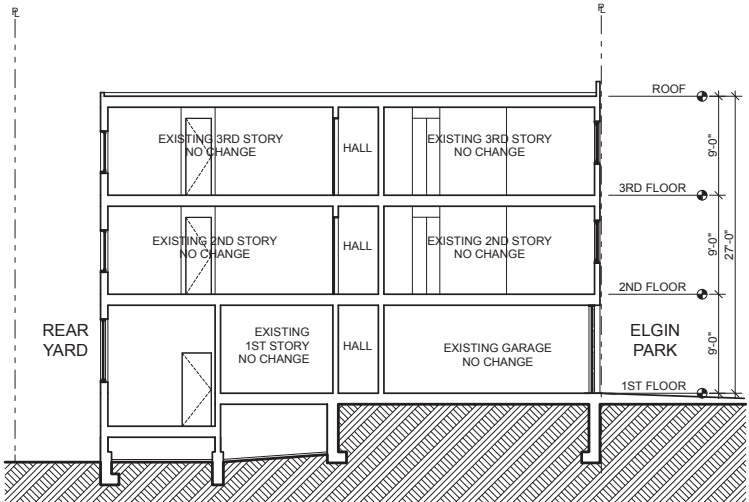 PL
PL
ROOF
EXISTING 3RD STORY
NO CHANGE
HALL
EXISTING 3RD STORY
NO CHANGE
9'-0"
3RD FLOOR
EXISTING 2ND STORY
NO CHANGE
HALL
EXISTING 2ND STORY
NO CHANGE
9'-0"
27'-0"
2ND FLOOR
REAR
YARD
EXISTING
1ST STORY
NO CHANGE
HALL
EXISTING GARAGE
NO CHANGE
ELGIN
PARK
9'-0"
1ST FLOOR